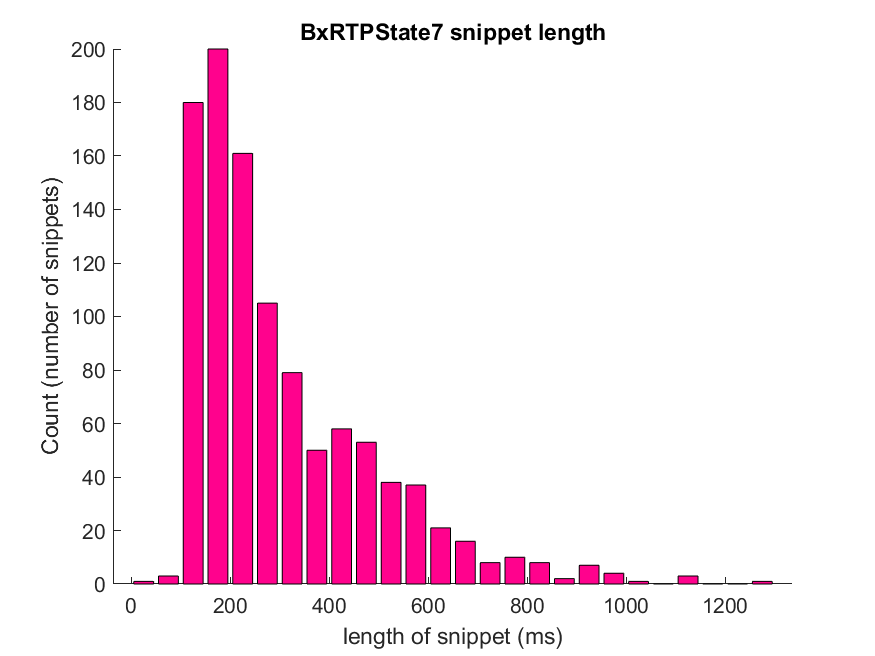 BxRTPState7 snippet length
200
180
160
140
120
100
80
60
40
20
0
Count (number of snippets)
0 200 400 600 800 1000 1200
length of snippet (ms)